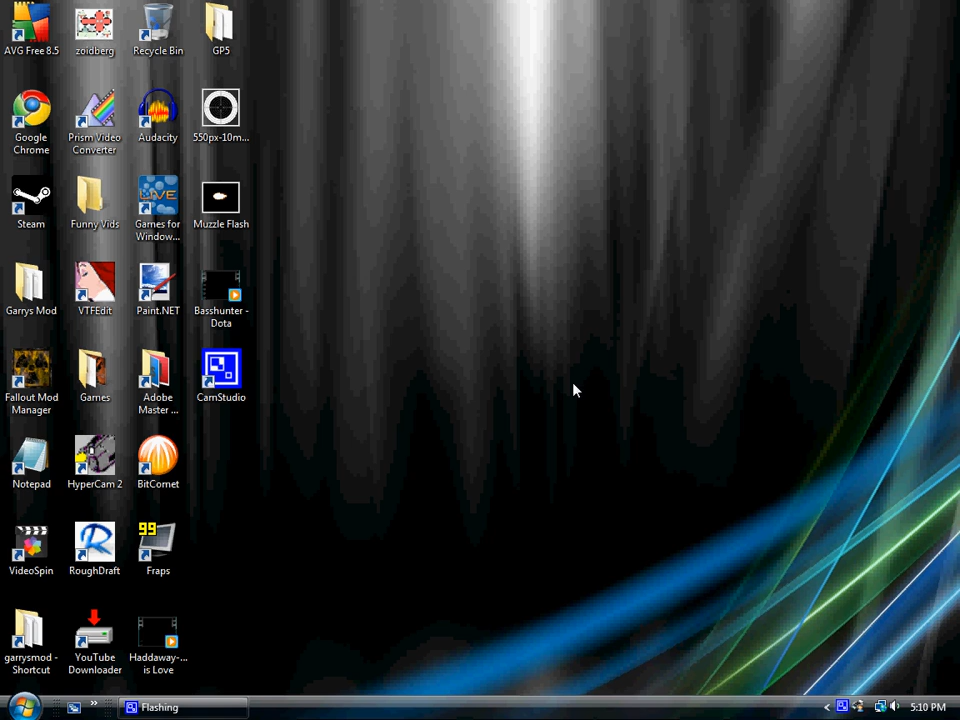 AVG Free 8.5
zoidberg
Recycle Bin
GP5
Google
Chrome
Prism Video
Converter
Audacity
550px-10m...
Steam
Funny Vids
LIVE
Games for
Window...
Muzzle Flash
Garrys Mod
VTFEdit
Paint.NET
Basshunter -
Dota
Fallout Mod
Manager
Games
Adobe
Master ...
CamStudio
Notepad
HyperCam 2
BitComet
99
VideoSpin
RoughDraft
Fraps
garrysmod -
Shortcut
YouTube
Downloader
Haddaway-...
is Love
Flashing
5:10 PM